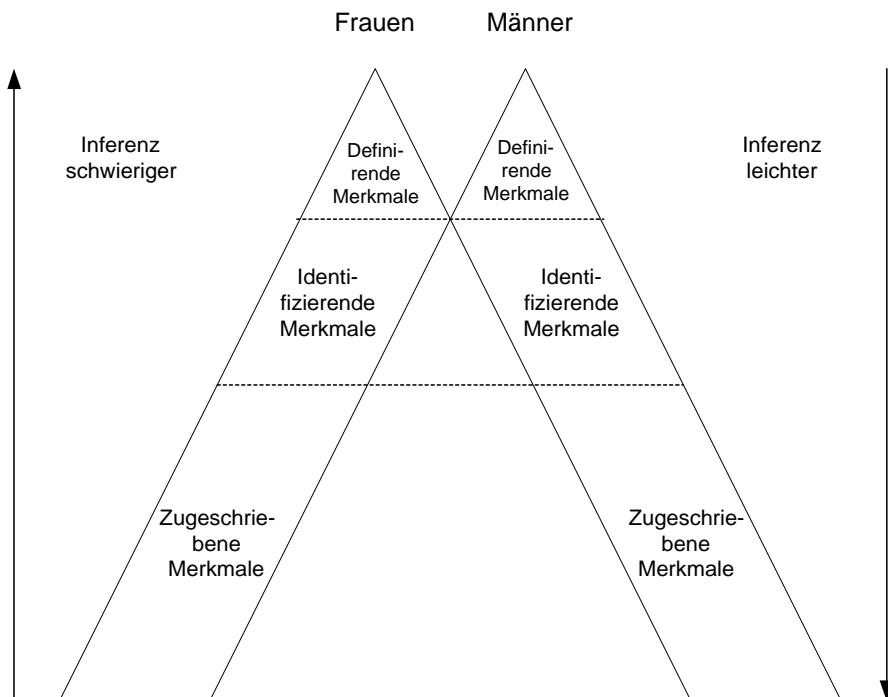 Frauen Männer
Inferenz
schwieriger
Defini-
rende
Merkmale
Defini-
rende
Merkmale
Inferenz
leichter
Identi-
fizierende
Merkmale
Identi-
fizierende
Merkmale
Zugeschrie-
bene
Merkmale
Zugeschrie-
bene
Merkmale